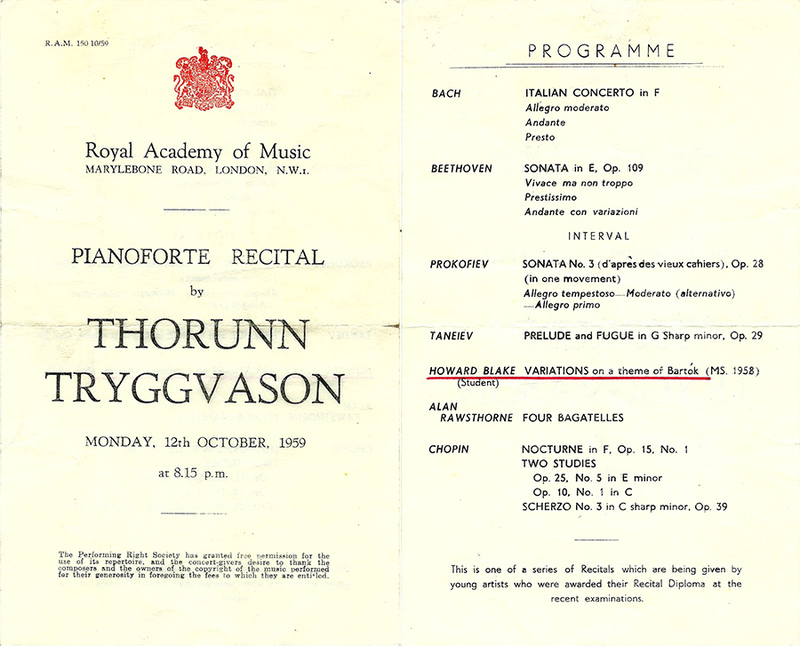 R.A.M. 150 10/59
Royal Academy of Music
MARYLEBONE ROAD, LONDON, N.W.1.
PIANOFORTE RECITAL
by
THORUNN
TRYGGVASON
MONDAY, 12th OCTOBER, 1959
at 8.15 p.m.
The Performing Right Society has granted free permission for the
use of its repertoire, and the concert-givers desire to thank the
composers and the owners of the copyright of the music performed
for their generosity in foregoing the fees to which they are entitled.
PROGRAMME
BACH ITALIAN CONCERTO in F
Allegro moderato
Andante
Presto
BEETHOVEN SONATA in E, Op. 109
Vivace ma non troppo
Prestissimo
Andante con variazioni
INTERVAL
PROKOFIEV SONATA No. 3 (d'après des vieux cahiers), Op. 28
(in one movement)
Allegro tempestoso—Moderato (alternativo)
—Allegro primo
TANEIEV PRELUDE and FUGUE in G Sharp minor, Op. 29
HOWARD BLAKE VARIATIONS on a theme of Bartók (MS. 1958)
(Student)
ALAN
RAWSTHORNE FOUR BAGATELLES
CHOPIN NOCTURNE in F, Op. 15, No. 1
TWO STUDIES
Op. 25, No. 5 in E minor
Op. 10, No. 1 in C
SCHERZO No. 3 in C sharp minor, Op. 39
This is one of a series of Recitals which are being given by
young artists who were awarded their Recital Diploma at the
recent examinations.